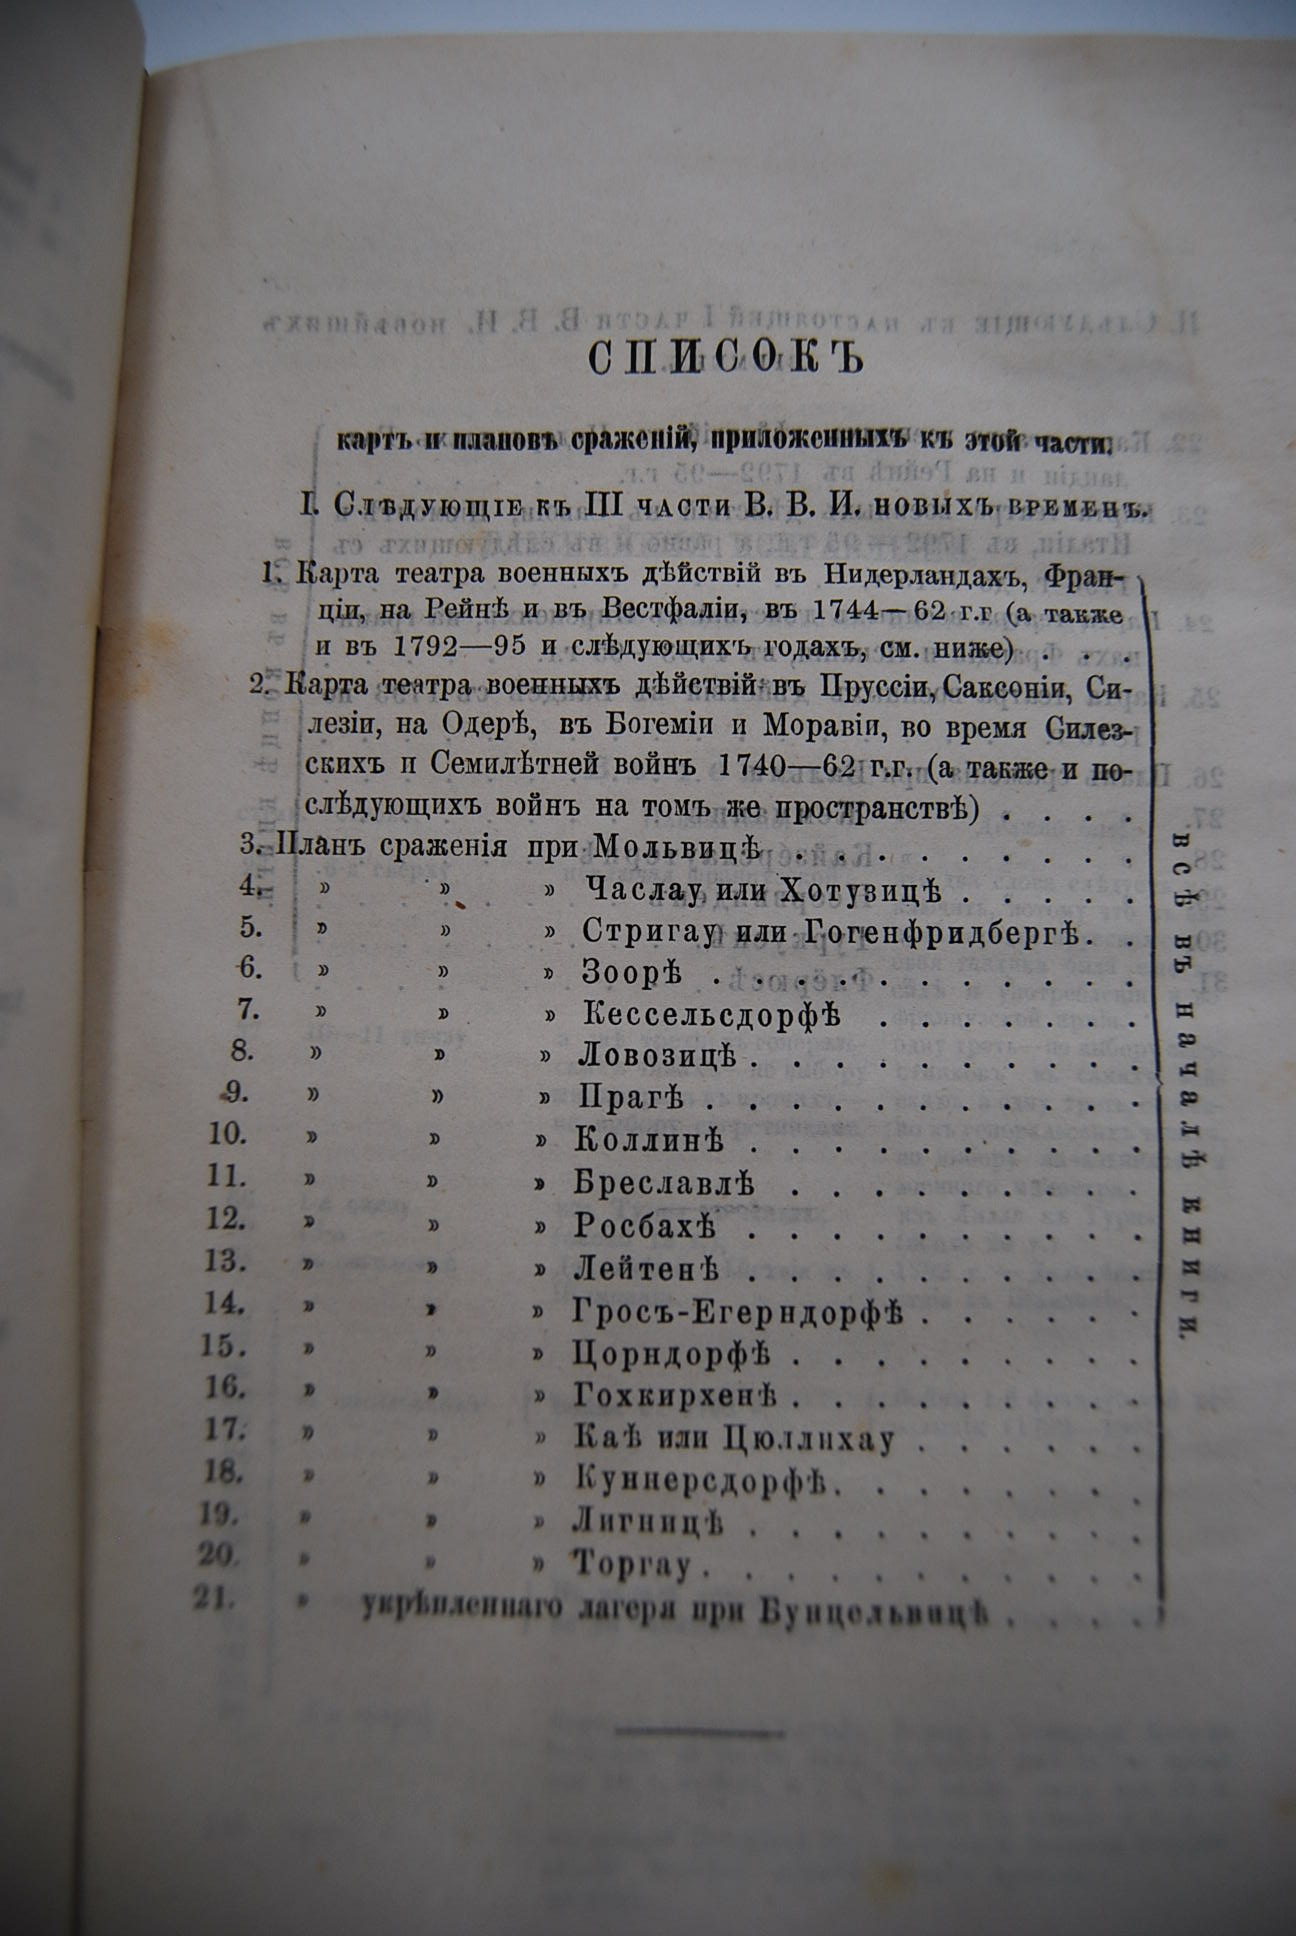 СПИСОКЪ
картъ и плановъ сраженій, приложенныхъ къ этой части.
I. Слѣдующіе къ III части В. В. И. новыхъ временъ.
1. Карта театра военныхъ дѣйствій въ Нидерландахъ, Фран-
ціи, на Рейнѣ и въ Вестфаліи, въ 1744—62 г.г (а также
и въ 1792—95 и слѣдующихъ годахъ, см. ниже) . . .
2. Карта театра военныхъ дѣйствій въ Пруссіи, Саксоніи, Си-
лезіи, на Одерѣ, въ Богеміи и Моравіи, во время Силез-
скихъ и Семилѣтней войнъ 1740—62 г.г. (а также и по-
слѣдующихъ войнъ на томъ же пространствѣ) . . . .
3. Планъ сраженія при Мольвицѣ . . . . . . . . .
4. » » » Часлау или Хотузицѣ . . . . .
5. » » » Стригау или Гогенфридбергѣ. .
6. » » » Зоорѣ . . . . . . . . . . .
7. » » » Кессельсдорфѣ . . . . . . .
8. » » » Ловозицѣ . . . . . . . . . .
9. » » » Прагѣ . . . . . . . . . . .
10. » » » Коллинѣ . . . . . . . . . .
11. » » » Бреславлѣ . . . . . . . . .
12. » » » Росбахѣ . . . . . . . . . .
13. » » » Лейтенѣ . . . . . . . . . .
14. » » » Гросъ-Егерндорфѣ . . . . . .
15. » » » Цорндорфѣ . . . . . . . . .
16. » » » Гохкирхенѣ . . . . . . . . .
17. » » » Каѣ или Цюллихау . . . . . .
18. » » » Куннерсдорфѣ. . . . . . . .
19. » » » Лигницѣ . . . . . . . . . .
20. » » » Торгау. . . . . . . . . . .
21. » укрѣпленнаго лагеря при Бунцельвицѣ . . . .
всѣ въ началѣ книги.